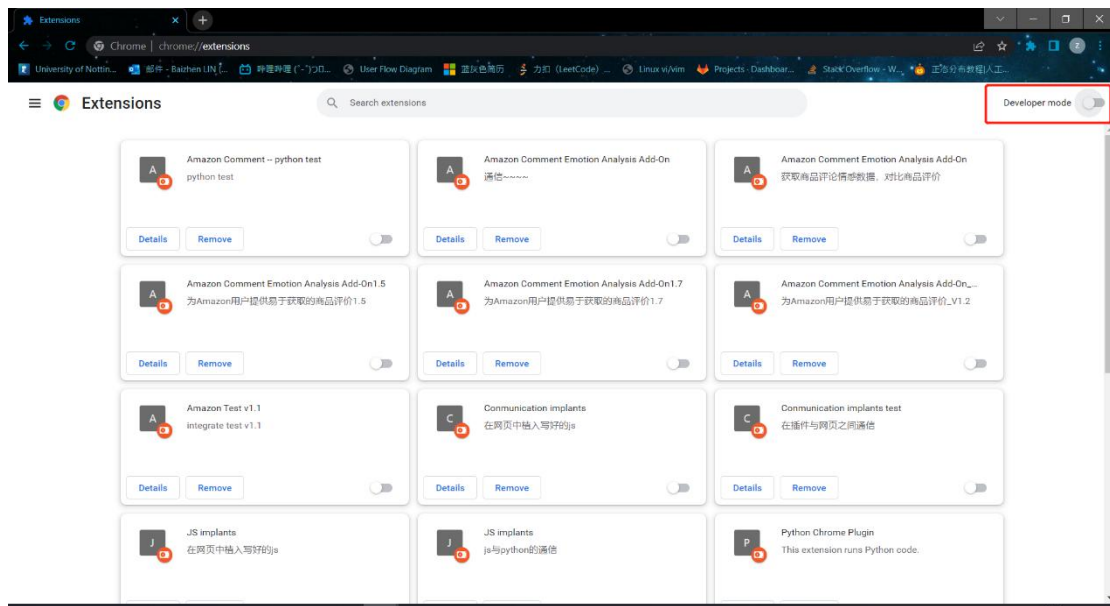 Extensions
Chrome | chrome://extensions
University of Nottin...
邮件 - Baizhen LIN [...
哔哩哔哩 (゜-゜)つロ...
User Flow Diagram
蓝灰色简历
力扣 (LeetCode) ...
Linux vi/vim
Projects · Dashboar...
Stack Overflow - W...
正态分布教程|人工...
Extensions
Search extensions
Developer mode
A
Amazon Comment -- python test
python test
Details
Remove
A
Amazon Comment Emotion Analysis Add-On
通信~~~~
Details
Remove
A
Amazon Comment Emotion Analysis Add-On
获取商品评论情感数据，对比商品评价
Details
Remove
A
Amazon Comment Emotion Analysis Add-On1.5
为Amazon用户提供易于获取的商品评价1.5
Details
Remove
A
Amazon Comment Emotion Analysis Add-On1.7
为Amazon用户提供易于获取的商品评价1.7
Details
Remove
A
Amazon Comment Emotion Analysis Add-On_...
为Amazon用户提供易于获取的商品评价_V1.2
Details
Remove
A
Amazon Test v1.1
integrate test v1.1
Details
Remove
C
Conmunication implants
在网页中植入写好的js
Details
Remove
C
Conmunication implants test
在插件与网页之间通信
Details
Remove
J
JS implants
在网页中植入写好的js
J
JS implants
js与python的通信
P
Python Chrome Plugin
This extension runs Python code.